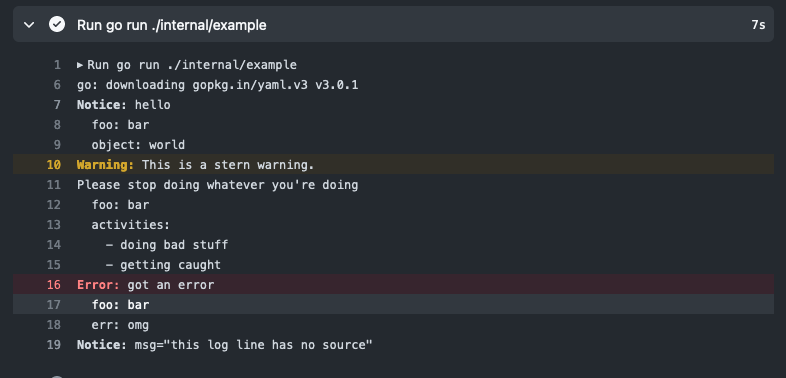 Run go run ./internal/example
7s
1 ▸ Run go run ./internal/example
6 go: downloading gopkg.in/yaml.v3 v3.0.1
7 Notice: hello
8 foo: bar
9 object: world
10 Warning: This is a stern warning.
11 Please stop doing whatever you're doing
12 foo: bar
13 activities:
14 - doing bad stuff
15 - getting caught
16 Error: got an error
17 foo: bar
18 err: omg
19 Notice: msg="this log line has no source"